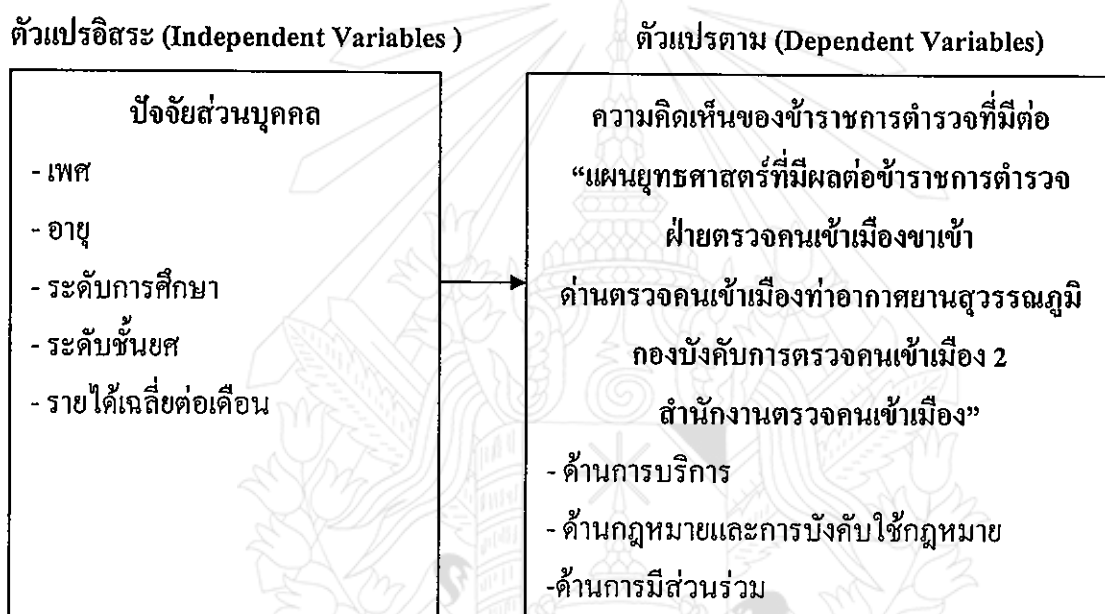 ตัวแปรอิสระ (Independent Variables )
ปัจจัยส่วนบุคคล
- เพศ
- อายุ
- ระดับการศึกษา
- ระดับชั้นยศ
- รายได้เฉลี่ยต่อเดือน
ตัวแปรตาม (Dependent Variables)
ความคิดเห็นของข้าราชการตำรวจที่มีต่อ
“แผนยุทธศาสตร์ที่มีผลต่อข้าราชการตำรวจ
ฝ่ายตรวจคนเข้าเมืองขาเข้า
ด่านตรวจคนเข้าเมืองท่าอากาศยานสุวรรณภูมิ
กองบังคับการตรวจคนเข้าเมือง 2
สำนักงานตรวจคนเข้าเมือง”
- ด้านการบริการ
- ด้านกฎหมายและการบังคับใช้กฎหมาย
-ด้านการมีส่วนร่วม